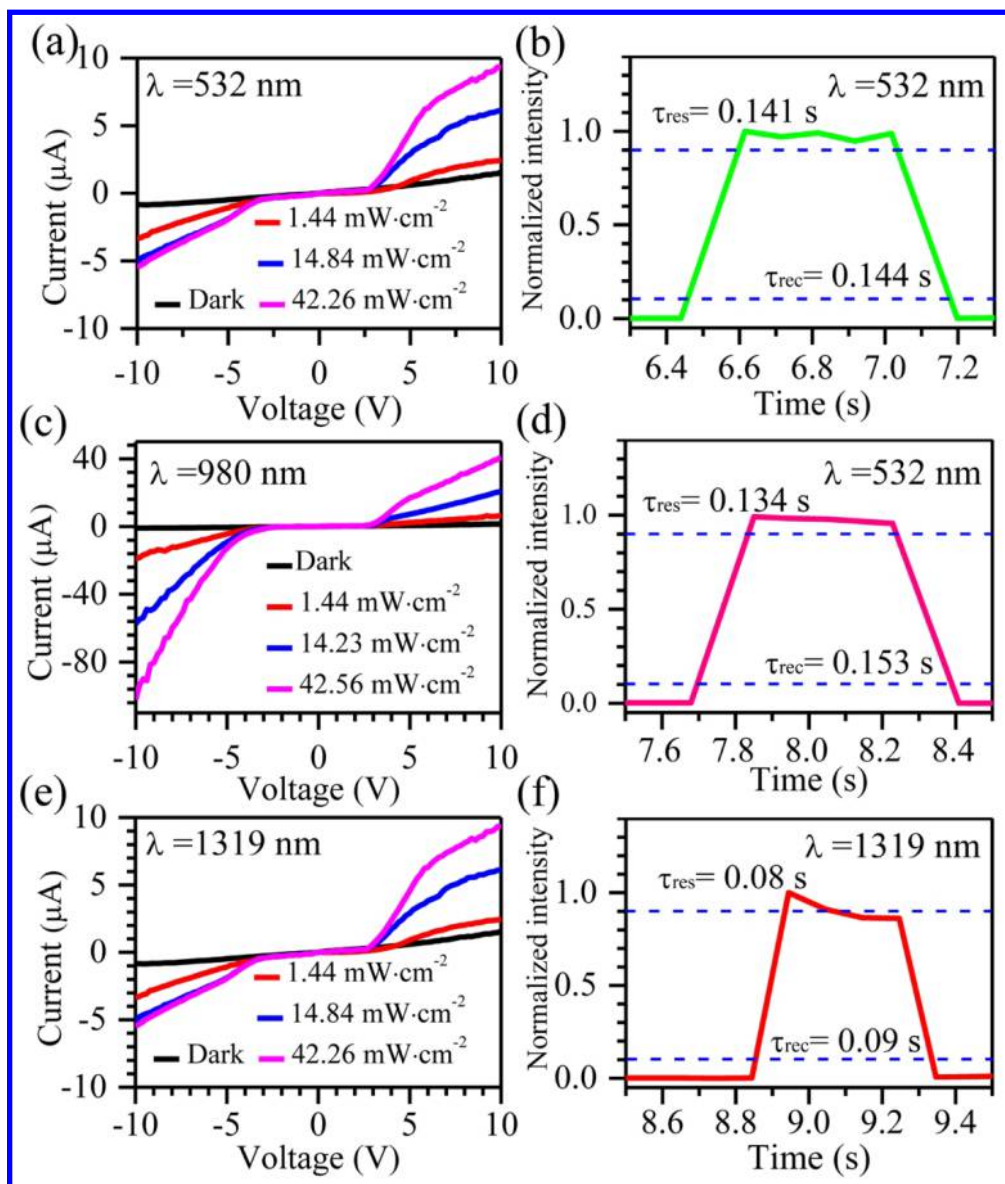 (a)
10
5
0
-5
-10
Current (μA)
λ =532 nm
1.44 mW·cm-2
14.84 mW·cm-2
Dark 42.26 mW·cm-2
-10 -5 0 5 10
Voltage (V)
(b)
1.0
0.5
0.0
Normalized intensity
λ =532 nm
τres= 0.141 s
τrec= 0.144 s
6.4 6.6 6.8 7.0 7.2
Time (s)
(c)
40
0
-40
-80
Current (μA)
λ =980 nm
Dark
1.44 mW·cm-2
14.23 mW·cm-2
42.56 mW·cm-2
-10 -5 0 5 10
Voltage (V)
(d)
1.0
0.5
0.0
Normalized intensity
λ =532 nm
τres= 0.134 s
τrec= 0.153 s
7.6 7.8 8.0 8.2 8.4
Time (s)
(e)
10
5
0
-5
-10
Current (μA)
λ =1319 nm
1.44 mW·cm-2
14.84 mW·cm-2
Dark 42.26 mW·cm-2
-10 -5 0 5 10
Voltage (V)
(f)
1.0
0.5
0.0
Normalized intensity
λ =1319 nm
τres= 0.08 s
τrec= 0.09 s
8.6 8.8 9.0 9.2 9.4
Time (s)